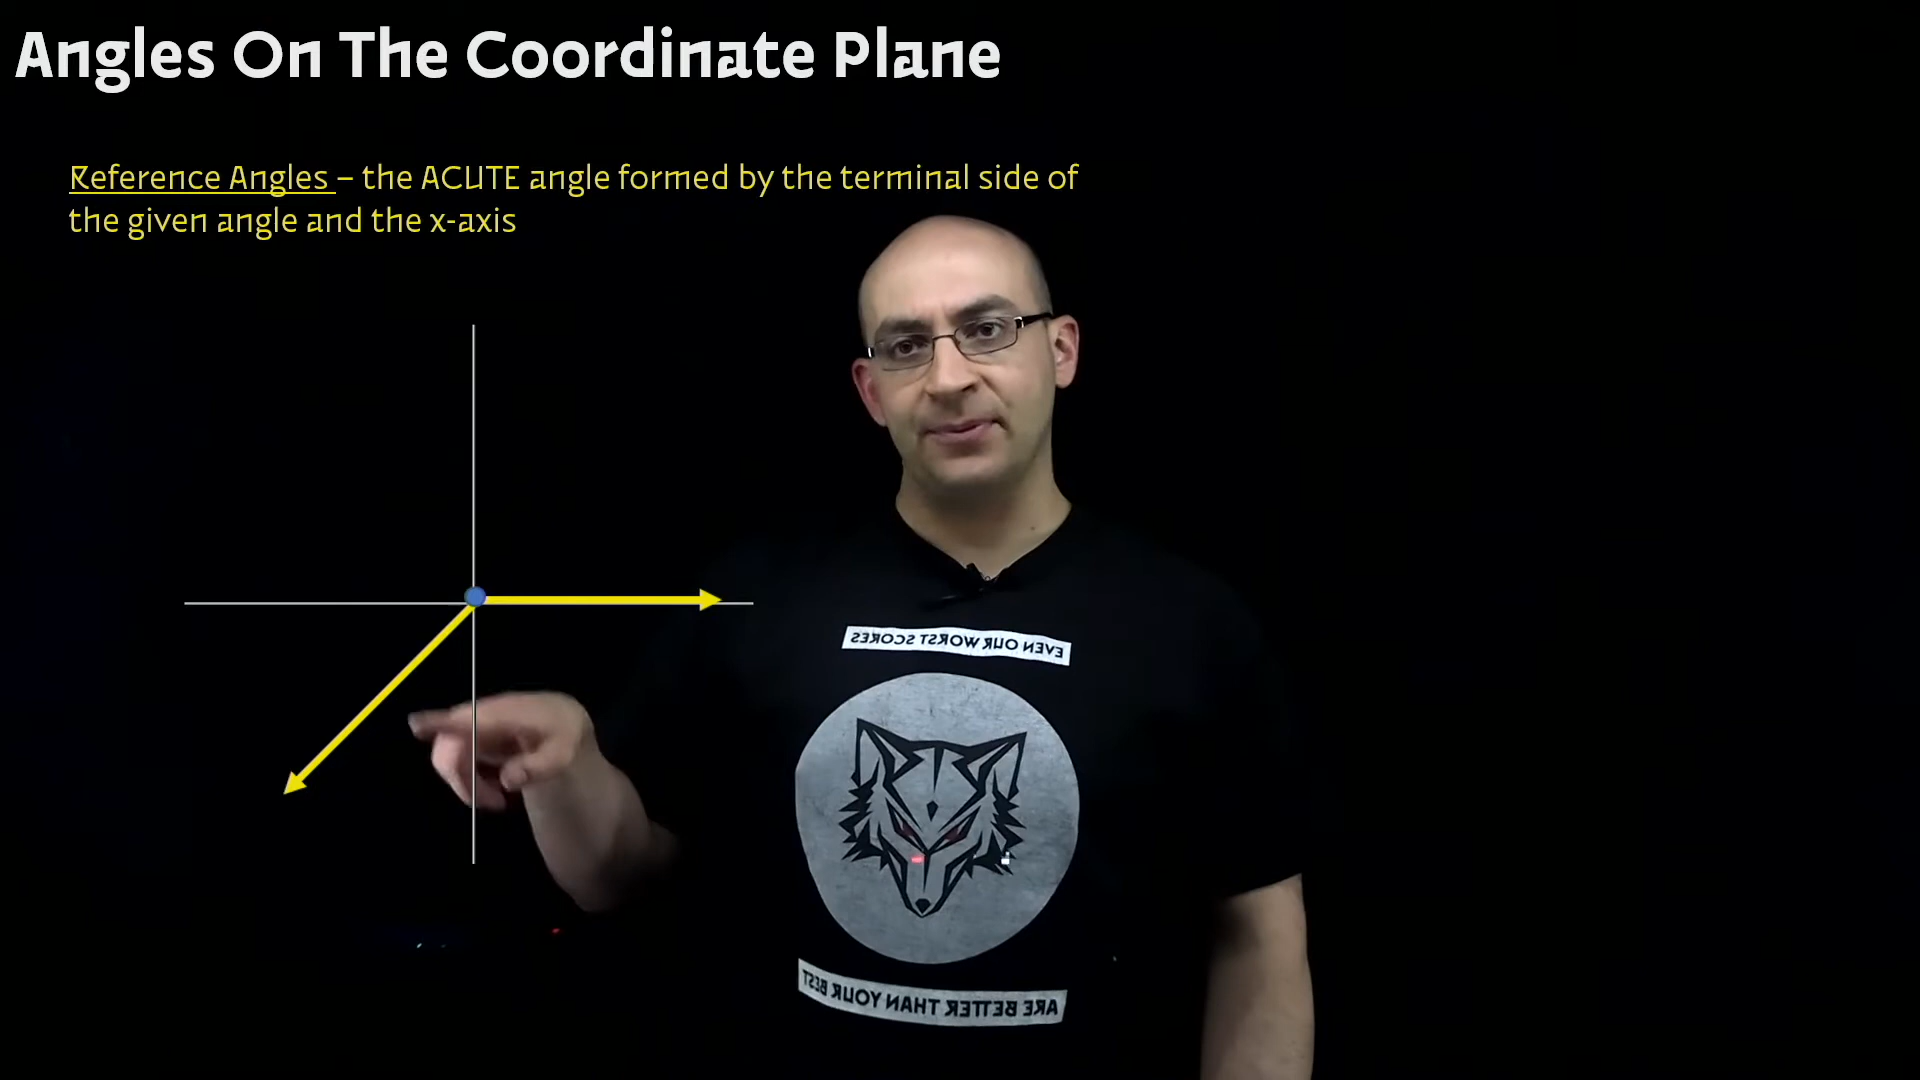 Angles On The Coordinate Plane
Reference Angles – the ACUTE angle formed by the terminal side of
the given angle and the x-axis
EVEN OUR WORST SCORES
ARE BETTER THAN YOUR BEST